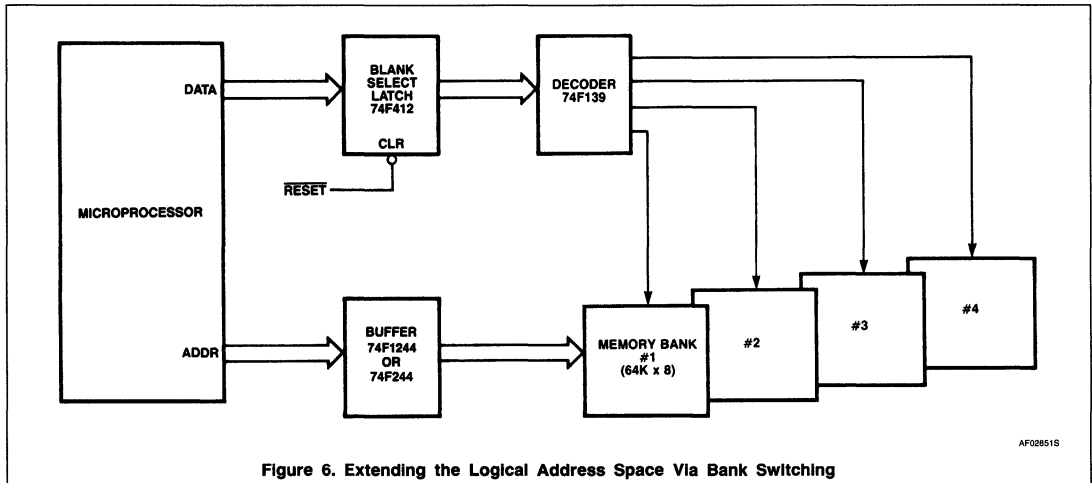 DATA
BLANK
SELECT
LATCH
74F412
CLR
DECODER
74F139
RESET
MICROPROCESSOR
ADDR
BUFFER
74F1244
OR
74F244
MEMORY BANK
#1
(64K x 8)
#2
#3
#4
AF02851S
Figure 6. Extending the Logical Address Space Via Bank Switching